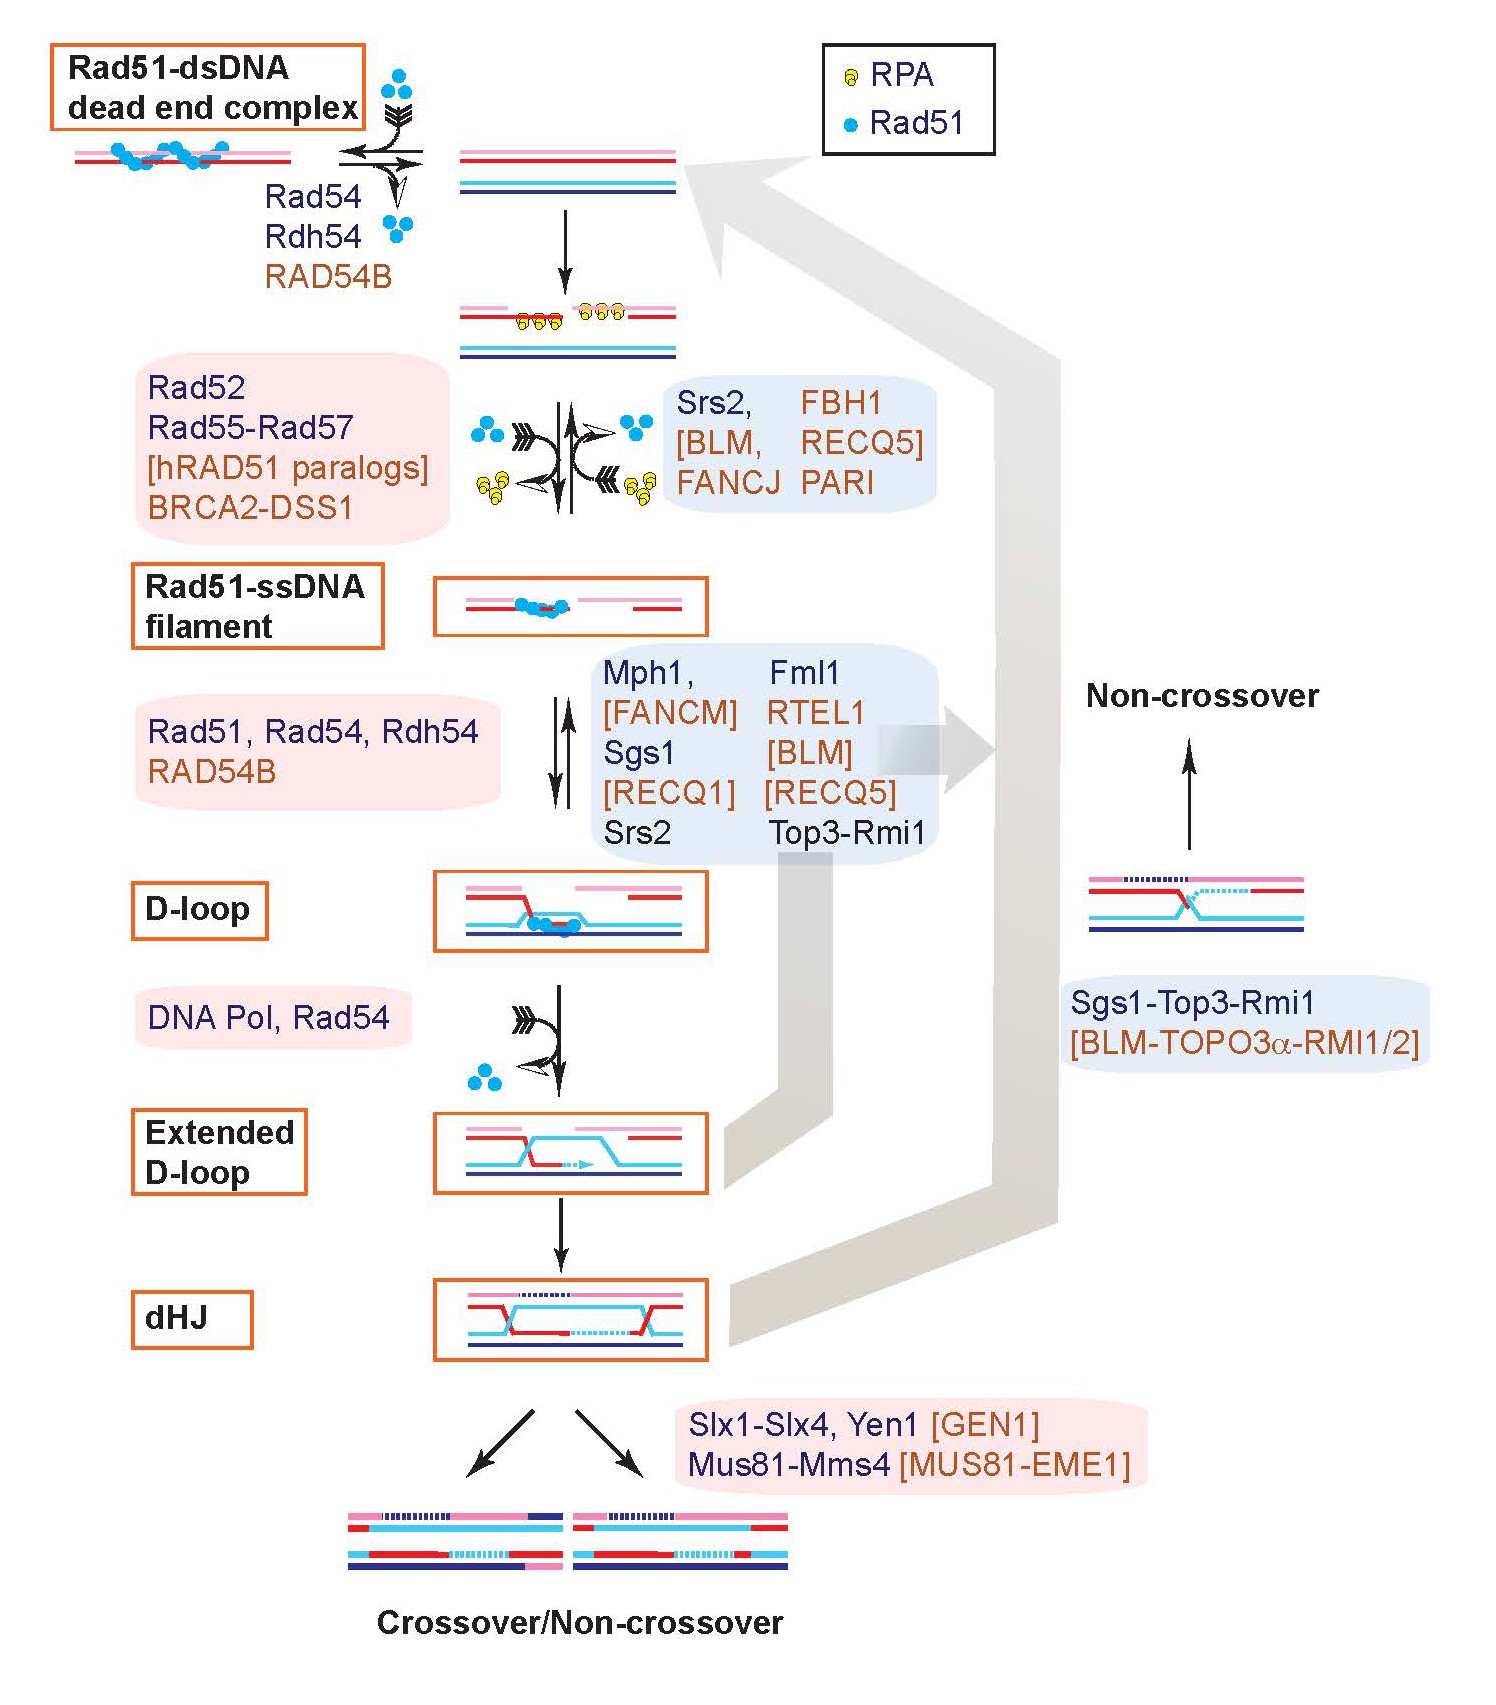 Rad51-dsDNA
dead end complex
RPA
Rad51
Rad54
Rdh54
RAD54B
Rad52
Rad55-Rad57
[hRAD51 paralogs]
BRCA2-DSS1
Srs2, FBH1
[BLM, RECQ5]
FANCJ PARI
Rad51-ssDNA
filament
Mph1, Fml1
[FANCM] RTEL1
Sgs1 [BLM]
[RECQ1] [RECQ5]
Srs2 Top3-Rmi1
Rad51, Rad54, Rdh54
RAD54B
Non-crossover
D-loop
DNA Pol, Rad54
Sgs1-Top3-Rmi1
[BLM-TOPO3α-RMI1/2]
Extended
D-loop
dHJ
Slx1-Slx4, Yen1 [GEN1]
Mus81-Mms4 [MUS81-EME1]
Crossover/Non-crossover